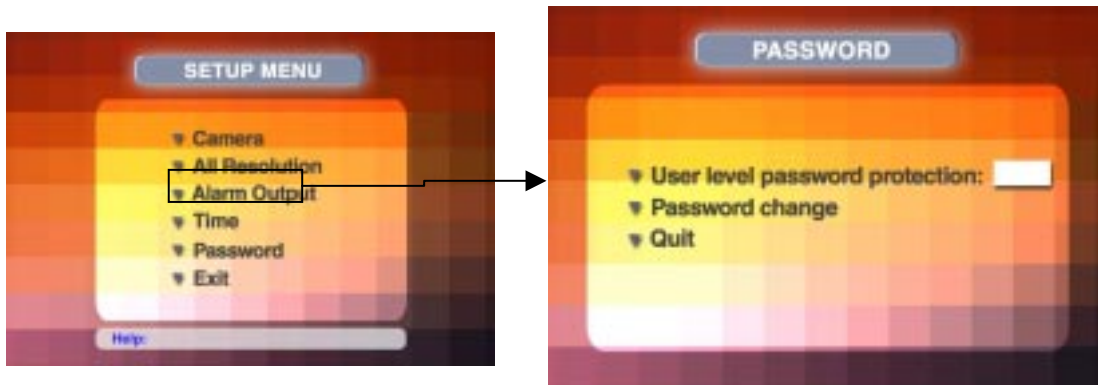 SETUP MENU
Camera
All Resolution
Alarm Output
Time
Password
Exit
Help:
PASSWORD
User level password protection:
Password change
Quit